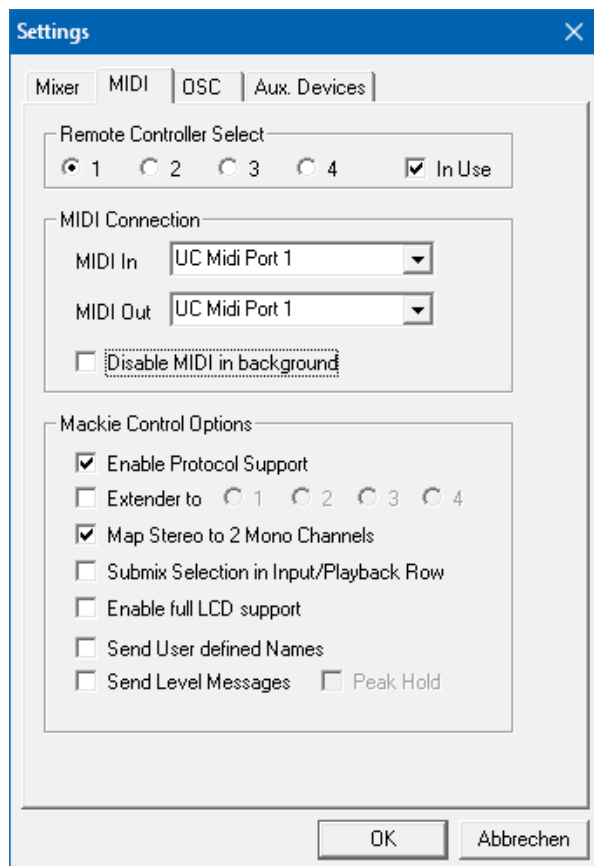 Settings
Mixer MIDI OSC Aux. Devices
Remote Controller Select
1 2 3 4 In Use
MIDI Connection
MIDI In UC Midi Port 1
MIDI Out UC Midi Port 1
Disable MIDI in background
Mackie Control Options
Enable Protocol Support
Extender to 1 2 3 4
Map Stereo to 2 Mono Channels
Submix Selection in Input/Playback Row
Enable full LCD support
Send User defined Names
Send Level Messages Peak Hold
OK Abbrechen